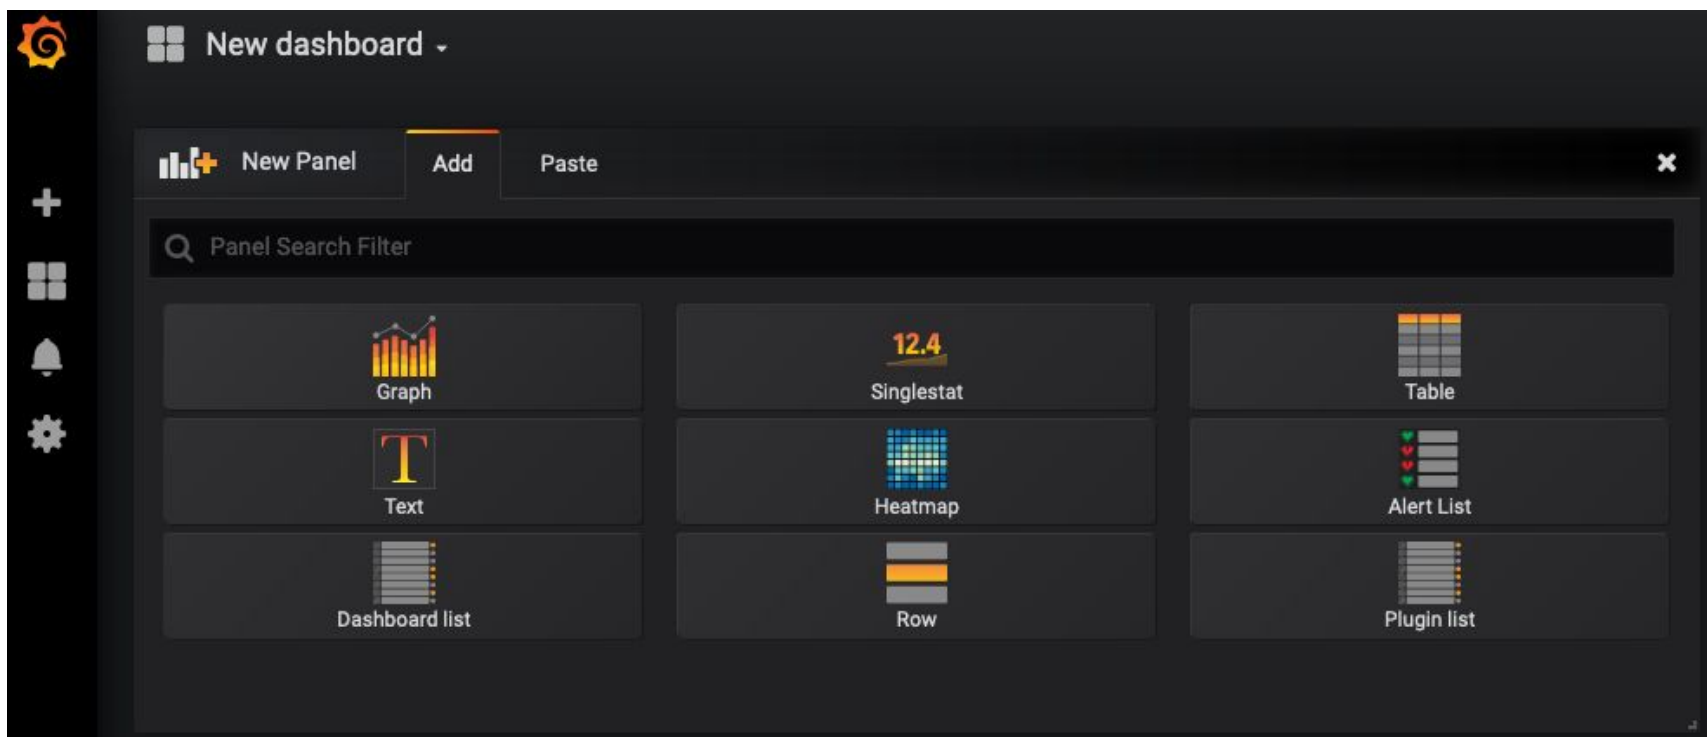 New dashboard
New Panel Add Paste
Panel Search Filter
Graph 12.4 Singlestat Table
T Text Heatmap Alert List
Dashboard list Row Plugin list